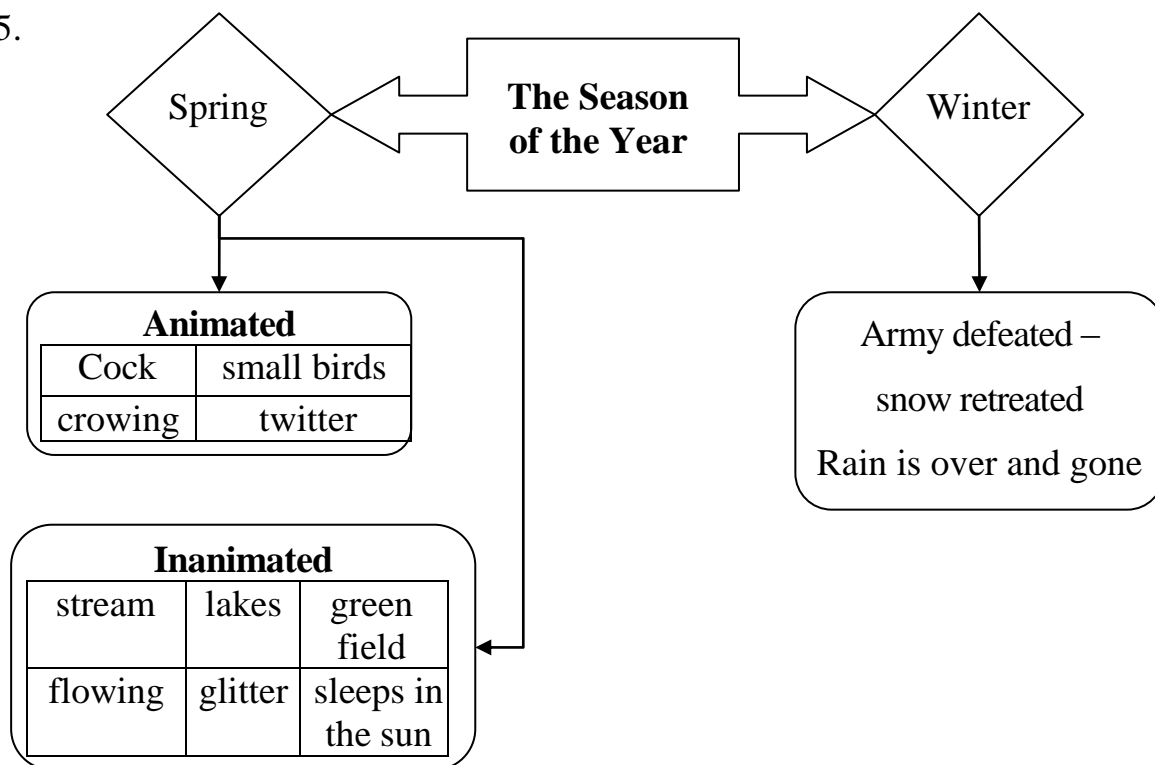 5.
Spring
The Season
of the Year
Winter
Animated
Cock small birds
crowing twitter
Army defeated –
snow retreated
Rain is over and gone
Inanimated
stream lakes green
field
flowing glitter sleeps in
the sun